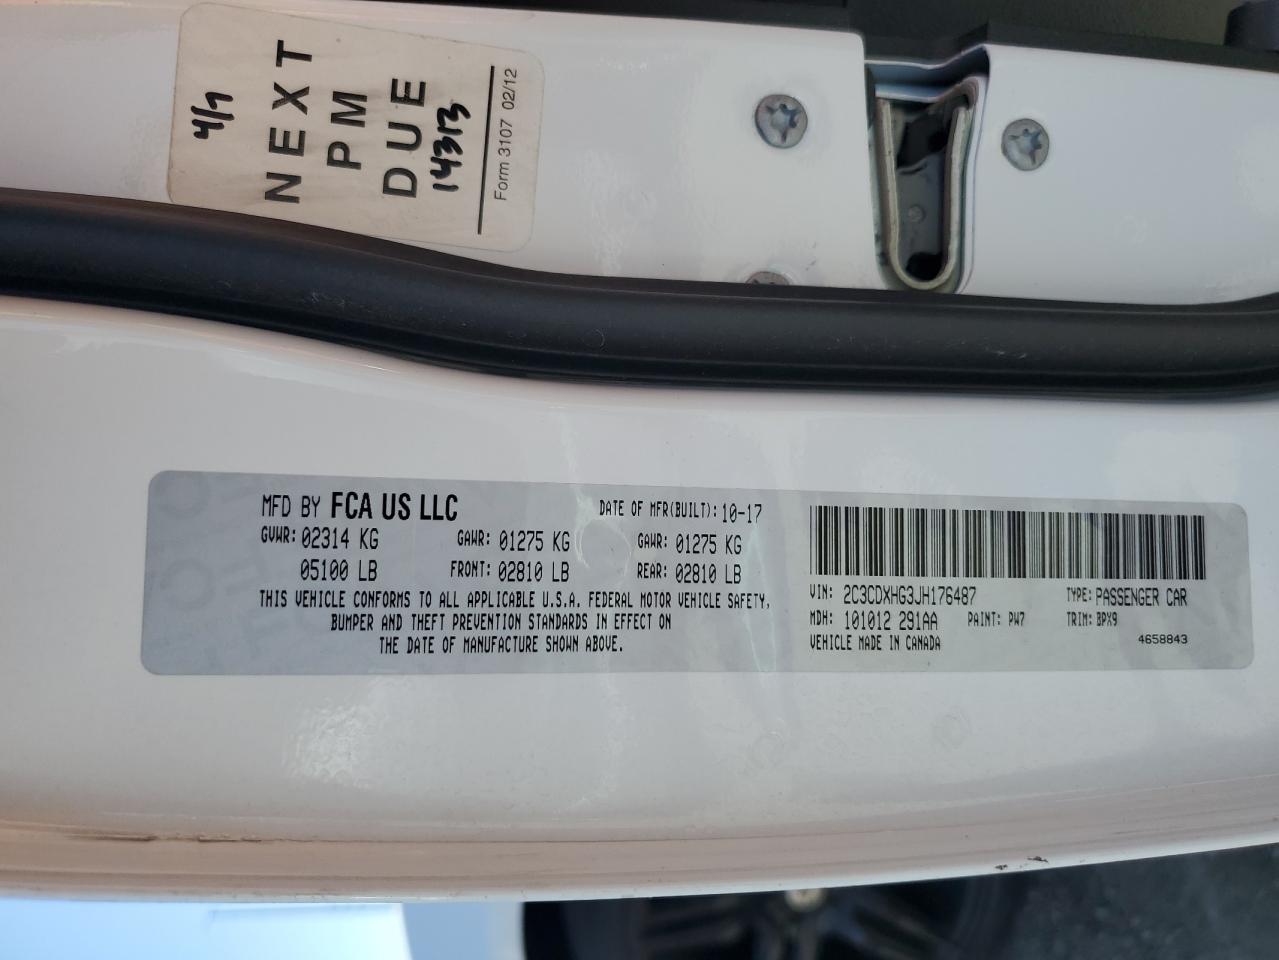 4/7
NEXT
PM
DUE
14313
Form 3107 02/12
MFD BY FCA US LLC
DATE OF MFR(BUILT): 10-17
GVWR: 02314 KG
GAWR: 01275 KG
GAWR: 01275 KG
05100 LB
FRONT: 02810 LB
REAR: 02810 LB
THIS VEHICLE CONFORMS TO ALL APPLICABLE U.S.A. FEDERAL MOTOR VEHICLE SAFETY,
BUMPER AND THEFT PREVENTION STANDARDS IN EFFECT ON
THE DATE OF MANUFACTURE SHOWN ABOVE.
VIN: 2C3CDXHG3JH176487
TYPE: PASSENGER CAR
MDH: 101012 291AA
PAINT: PW7
TRIM: BPX9
VEHICLE MADE IN CANADA
4658843